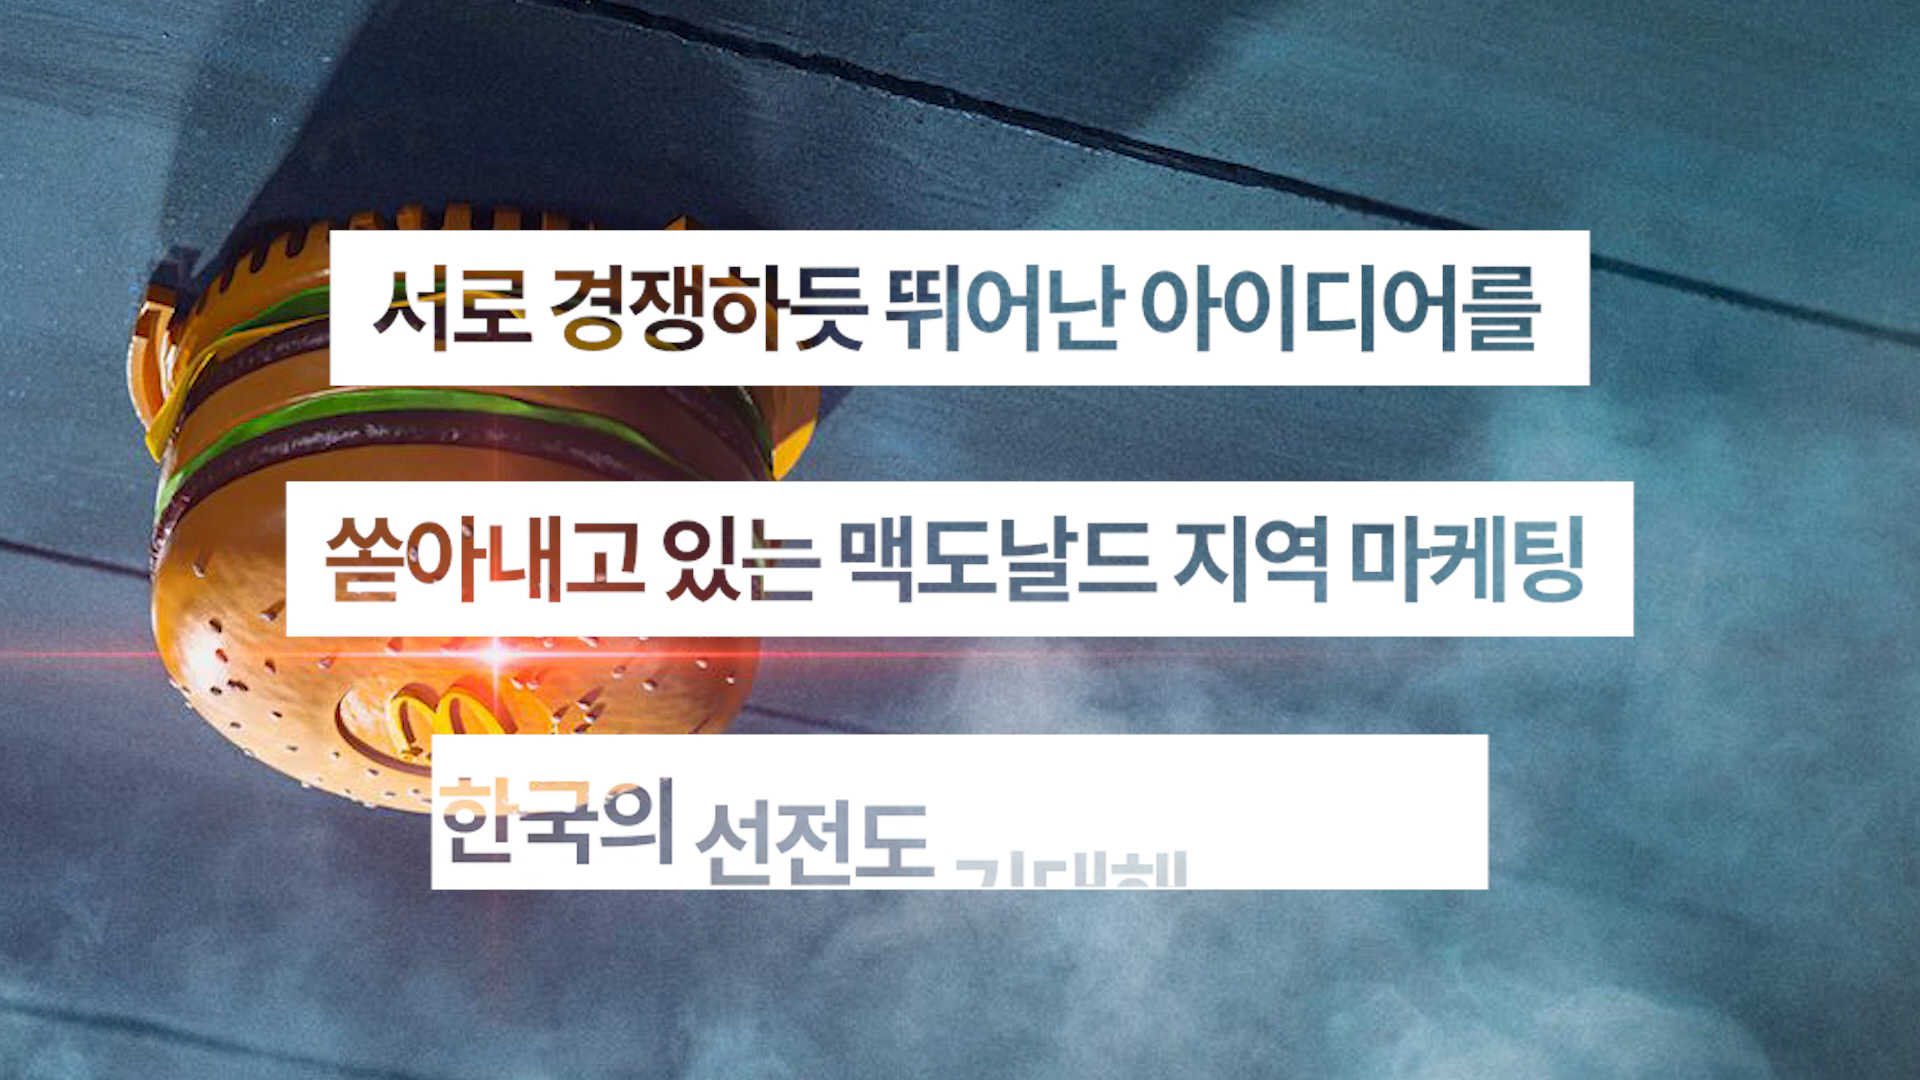 서로 경쟁하듯 뛰어난 아이디어를
쏟아내고 있는 맥도날드 지역 마케팅
한국의 선전도